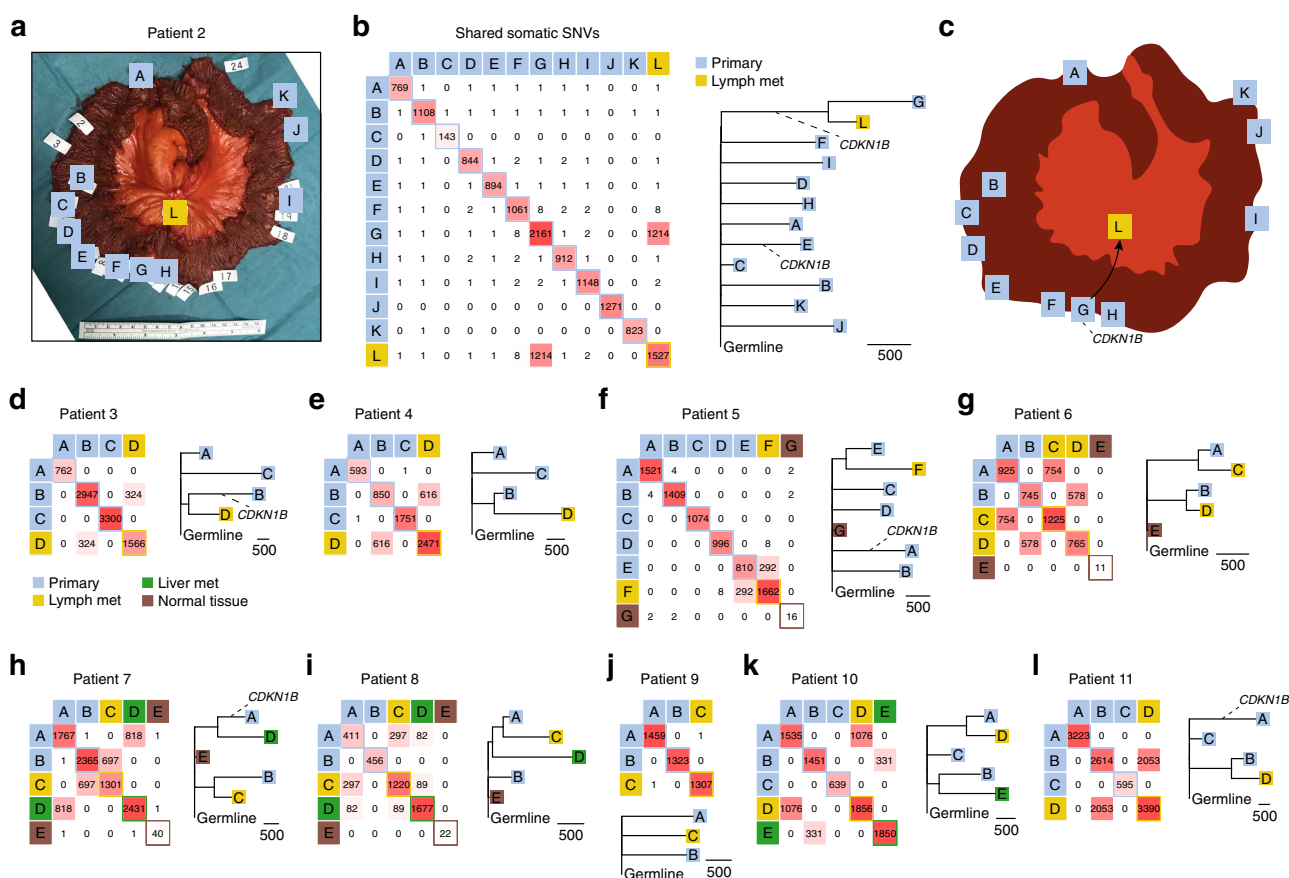 a
Patient 2
24
2
3
A
K
J
B
C
D
E
F G H
I
L
19
18
17
16
b
Shared somatic SNVs
A B C D E F G H I J K L
A 769 1 0 1 1 1 1 1 1 0 0 1
B 1 1108 1 1 1 1 1 1 1 0 1 1
C 0 1 143 0 0 0 0 0 0 0 0 0
D 1 1 0 844 1 2 1 2 1 0 0 1
E 1 1 0 1 894 1 1 1 1 0 0 1
F 1 1 0 2 1 1061 8 2 2 0 0 8
G 1 1 0 1 1 8 2161 1 2 0 0 1214
H 1 1 0 2 1 2 1 912 1 0 0 1
I 1 1 0 1 1 2 2 1 1148 0 0 2
J 0 0 0 0 0 0 0 0 0 1271 0 0
K 0 1 0 0 0 0 0 0 0 0 823 0
L 1 1 0 1 1 8 1214 1 2 0 0 1527
Primary
Lymph met
G
L
CDKN1B
F
I
D
H
A
E
CDKN1B
C
B
K
J
Germline
500
c
A
K
J
B
C
D
E
F G H
I
L
CDKN1B
d
Patient 3
A B C D
A 762 0 0 0
B 0 2947 0 324
C 0 0 3300 0
D 0 324 0 1566
A
C
B
D
CDKN1B
Germline
500
Primary
Lymph met
Liver met
Normal tissue
e
Patient 4
A B C D
A 593 0 1 0
B 0 850 0 616
C 1 0 1751 0
D 0 616 0 2471
A
C
B
D
Germline
500
f
Patient 5
A B C D E F G
A 1521 4 0 0 0 0 2
B 4 1409 0 0 0 0 2
C 0 0 1074 0 0 0 0
D 0 0 0 996 0 8 0
E 0 0 0 0 810 292 0
F 0 0 0 8 292 1662 0
G 2 2 0 0 0 0 16
E
F
C
D
G
CDKN1B
A
B
Germline
500
g
Patient 6
A B C D E
A 925 0 754 0 0
B 0 745 0 578 0
C 754 0 1225 0 0
D 0 578 0 765 0
E 0 0 0 0 11
A
C
B
D
E
Germline
500
h
Patient 7
A B C D E
A 1767 1 0 818 1
B 1 2365 697 0 0
C 0 697 1301 0 0
D 818 0 0 2431 1
E 1 0 0 1 40
CDKN1B
A
D
E
B
C
Germline
500
i
Patient 8
A B C D E
A 411 0 297 82 0
B 0 456 0 0 0
C 297 0 1220 89 0
D 82 0 89 1677 0
E 0 0 0 0 22
A
C
D
B
E
Germline
500
j
Patient 9
A B C
A 1459 0 1
B 0 1323 0
C 1 0 1307
A
C
B
Germline
500
k
Patient 10
A B C D E
A 1535 0 0 1076 0
B 0 1451 0 0 331
C 0 0 639 0 0
D 1076 0 0 1856 0
E 0 331 0 0 1850
A
D
C
B
E
Germline
500
l
Patient 11
A B C D
A 3223 0 0 0
B 0 2614 0 2053
C 0 0 595 0
D 0 2053 0 3390
CDKN1B
A
C
B
D
Germline
500